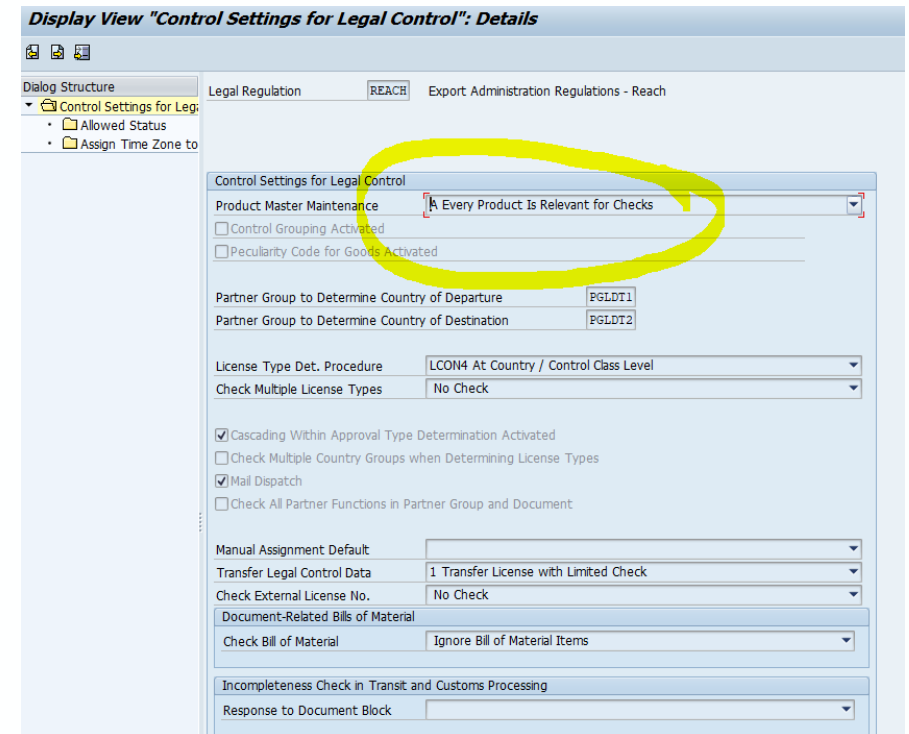 Display View "Control Settings for Legal Control": Details
Dialog Structure
Control Settings for Lega
Allowed Status
Assign Time Zone to
Legal Regulation REACH Export Administration Regulations - Reach
Control Settings for Legal Control
Product Master Maintenance A Every Product Is Relevant for Checks
Control Grouping Activated
Peculiarity Code for Goods Activated
Partner Group to Determine Country of Departure PGLDT1
Partner Group to Determine Country of Destination PGLDT2
License Type Det. Procedure LCON4 At Country / Control Class Level
Check Multiple License Types No Check
Cascading Within Approval Type Determination Activated
Check Multiple Country Groups when Determining License Types
Mail Dispatch
Check All Partner Functions in Partner Group and Document
Manual Assignment Default
Transfer Legal Control Data 1 Transfer License with Limited Check
Check External License No. No Check
Document-Related Bills of Material
Check Bill of Material Ignore Bill of Material Items
Incompleteness Check in Transit and Customs Processing
Response to Document Block